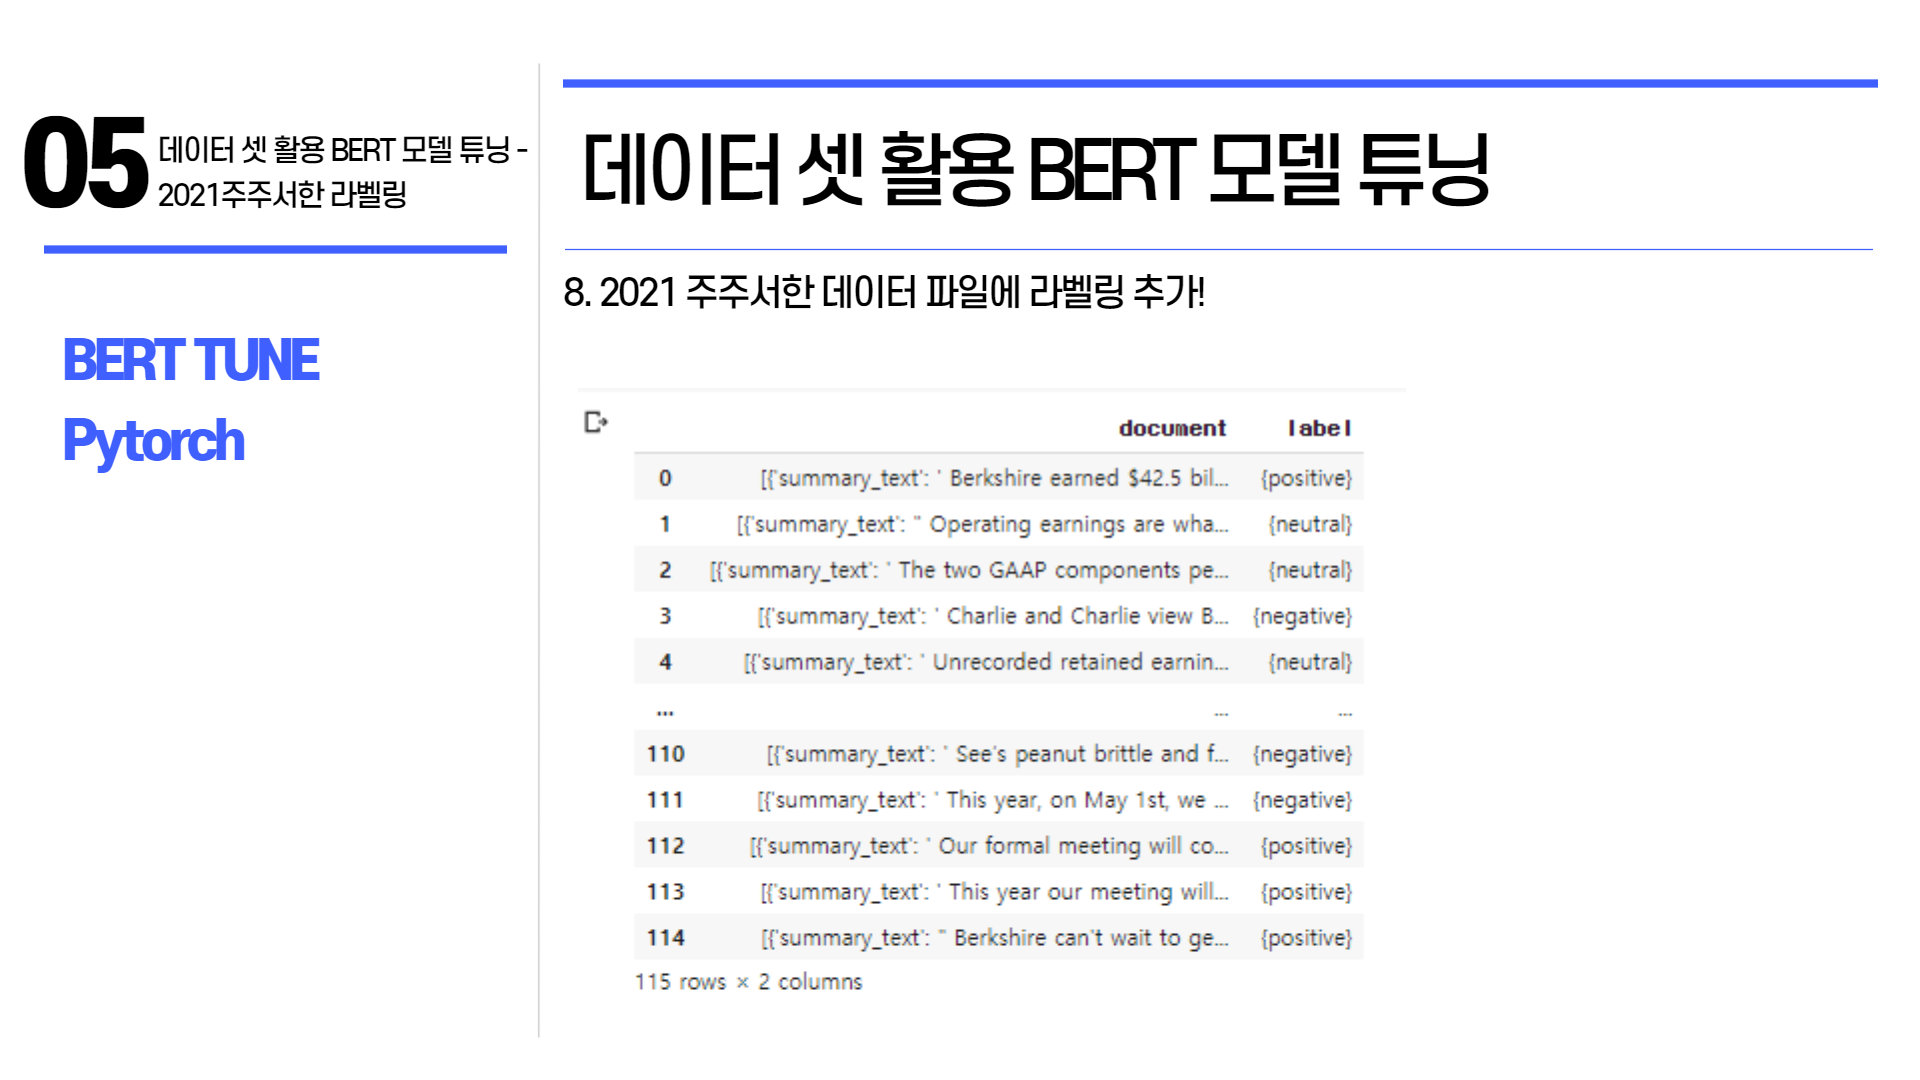 05
데이터 셋 활용 BERT 모델 튜닝 -
2021주주서한 라벨링
BERT TUNE
Pytorch
데이터 셋 활용 BERT 모델 튜닝
8. 2021 주주서한 데이터 파일에 라벨링 추가!
document label
0 [{'summary_text': ' Berkshire earned $42.5 bil... {positive}
1 [{'summary_text': " Operating earnings are wha... {neutral}
2 [{'summary_text': ' The two GAAP components pe... {neutral}
3 [{'summary_text': ' Charlie and Charlie view B... {negative}
4 [{'summary_text': ' Unrecorded retained earnin... {neutral}
... ... ...
110 [{'summary_text': ' See's peanut brittle and f... {negative}
111 [{'summary_text': ' This year, on May 1st, we ... {negative}
112 [{'summary_text': ' Our formal meeting will co... {positive}
113 [{'summary_text': ' This year our meeting will... {positive}
114 [{'summary_text': " Berkshire can't wait to ge... {positive}
115 rows × 2 columns